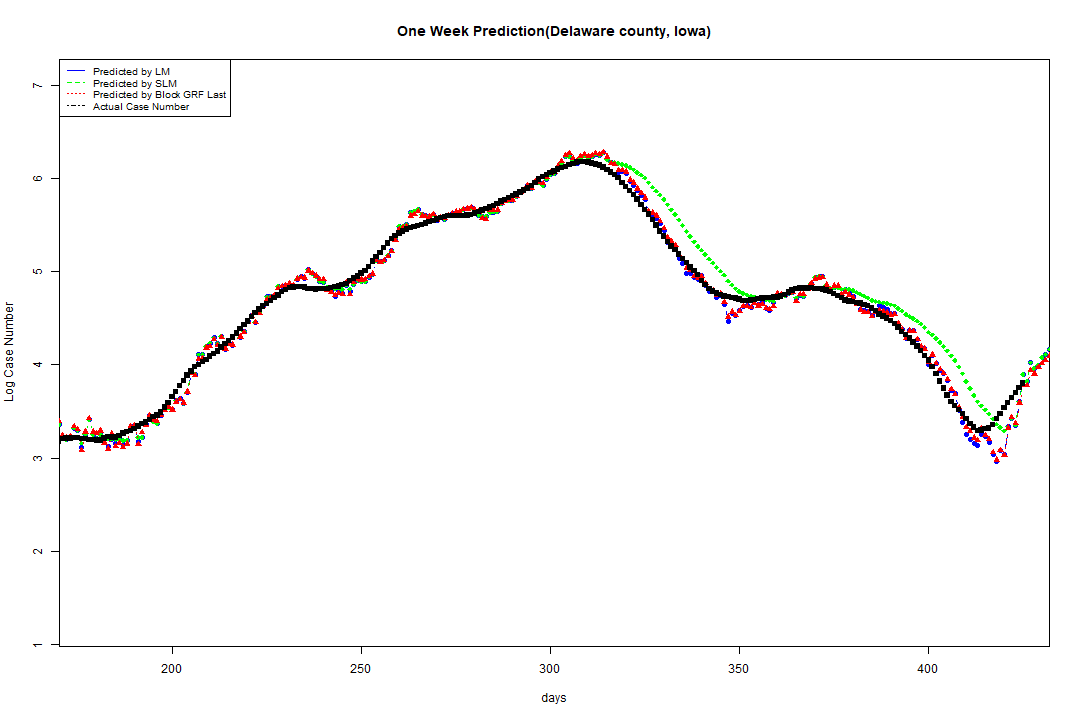 One Week Prediction(Delaware county, Iowa)
Predicted by LM
Predicted by SLM
Predicted by Block GRF Last
Actual Case Number
7
6
5
4
3
2
1
Log Case Number
200 250 300 350 400
days